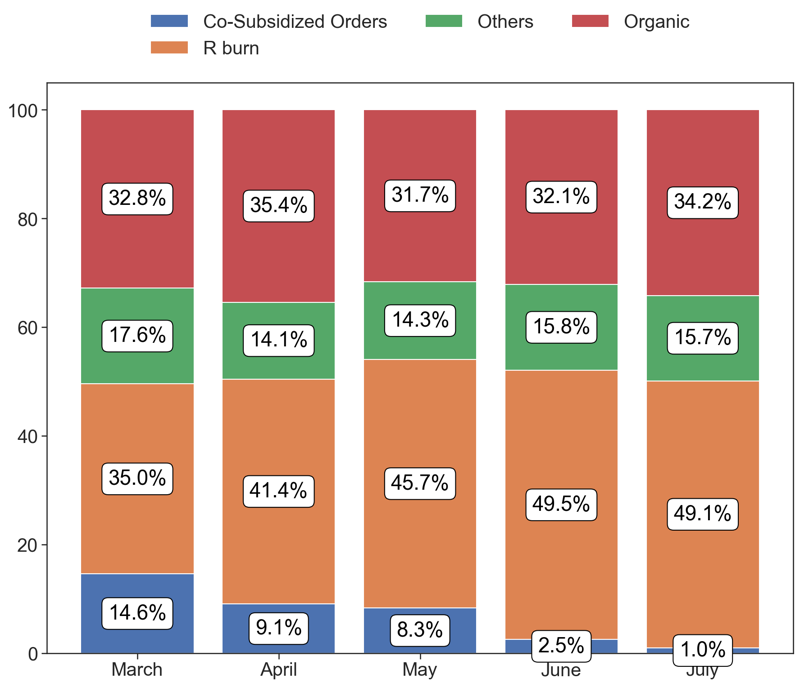 Co-Subsidized Orders Others Organic
R burn
100
80
60
40
20
0
32.8% 35.4% 31.7% 32.1% 34.2%
17.6% 14.1% 14.3% 15.8% 15.7%
35.0% 41.4% 45.7% 49.5% 49.1%
14.6% 9.1% 8.3% 2.5% 1.0%
March April May June July